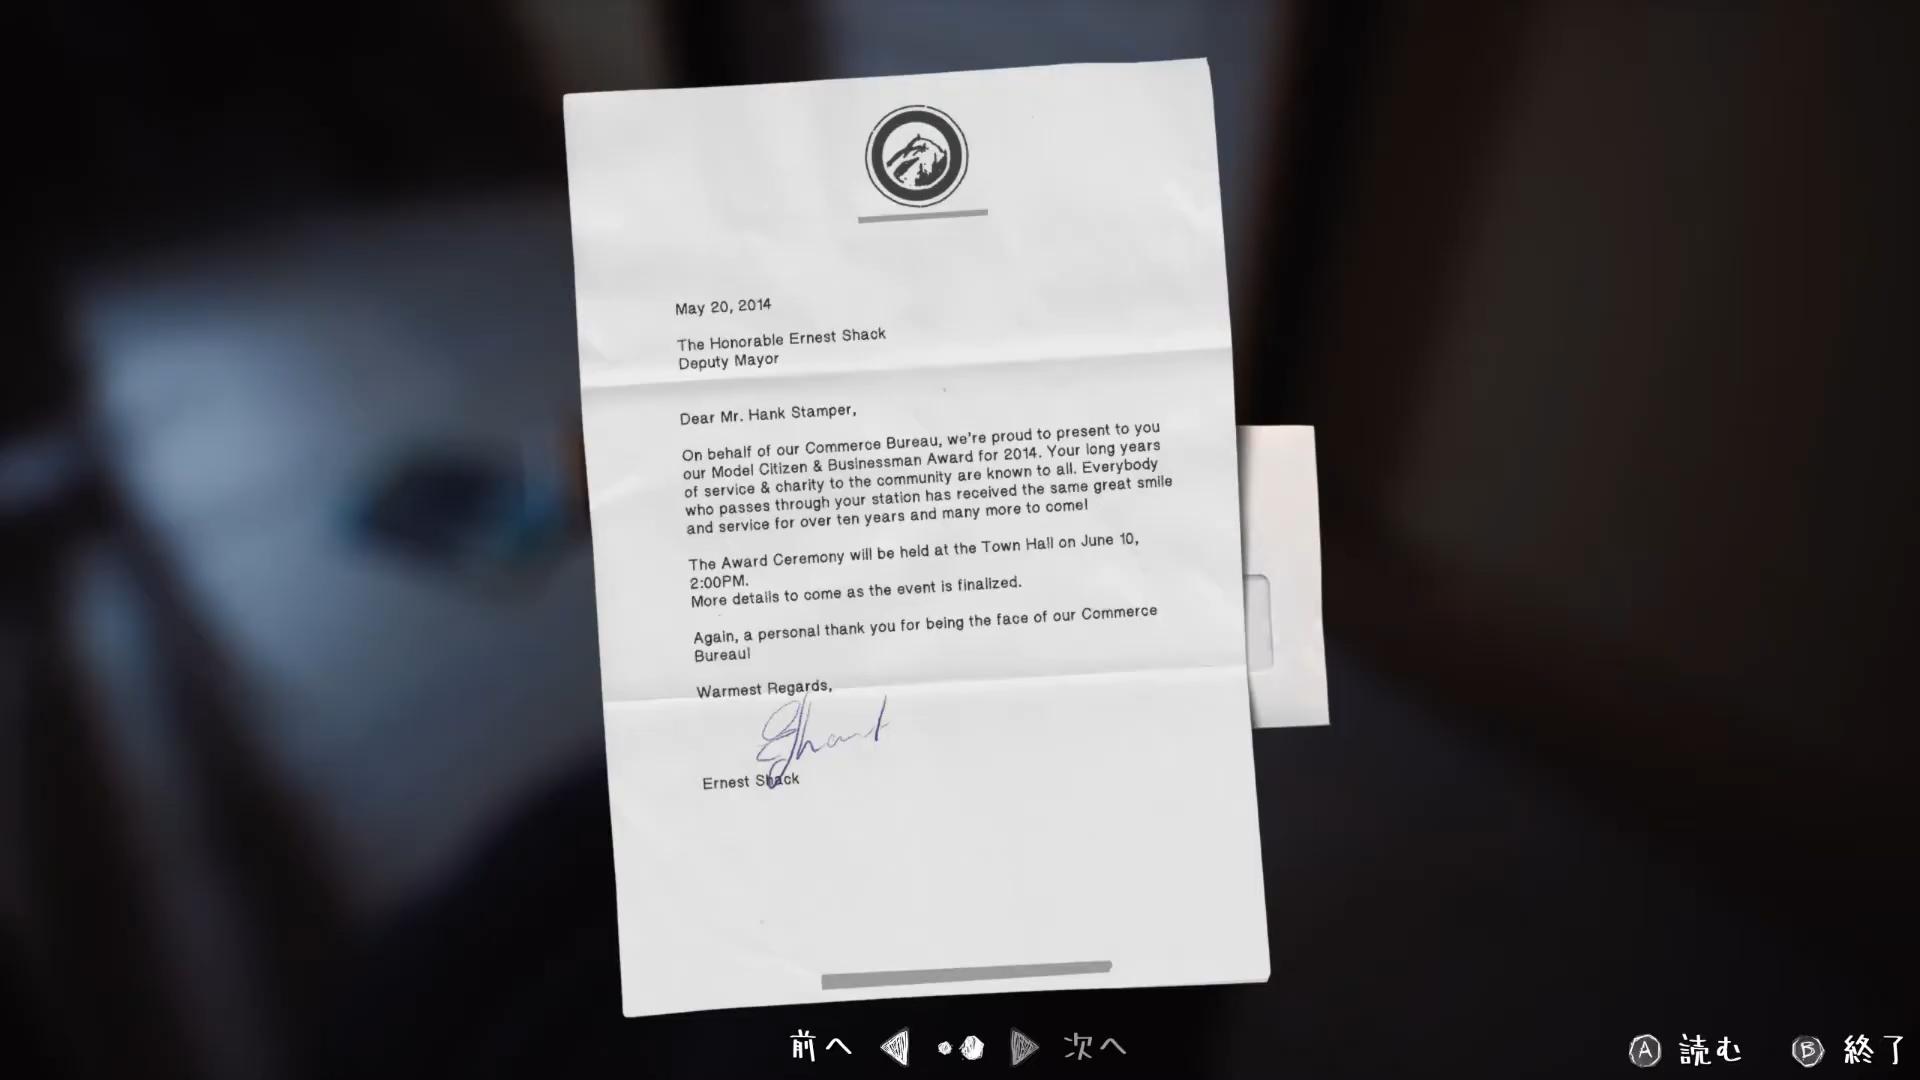 May 20, 2014
The Honorable Ernest Shack
Deputy Mayor
Dear Mr. Hank Stamper,
On behalf of our Commerce Bureau, we're proud to present to you
our Model Citizen & Businessman Award for 2014. Your long years
of service & charity to the community are known to all. Everybody
who passes through your station has received the same great smile
and service for over ten years and many more to come!
The Award Ceremony will be held at the Town Hall on June 10,
2:00PM.
More details to come as the event is finalized.
Again, a personal thank you for being the face of our Commerce
Bureau!
Warmest Regards,
Ernest Shack
前へ 次へ
A 読む B 終了